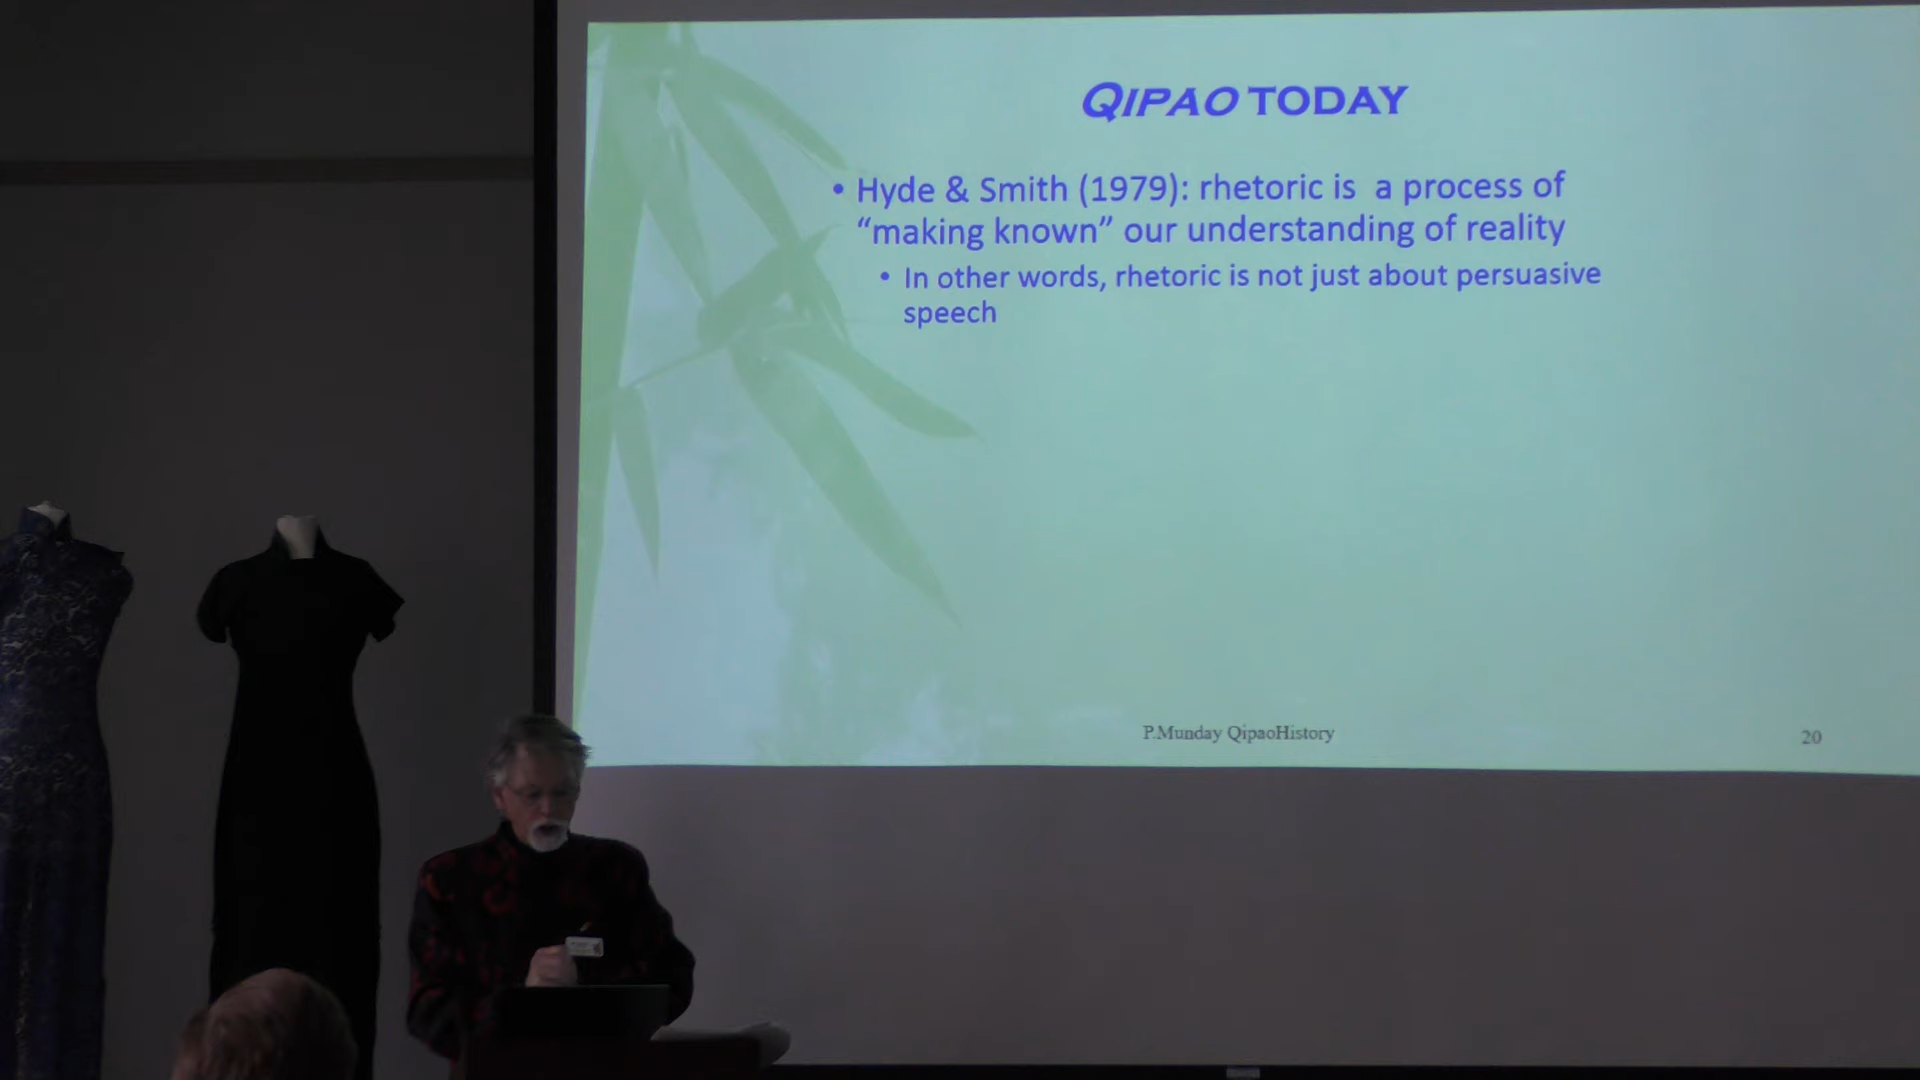 QIPAO TODAY
• Hyde & Smith (1979): rhetoric is a process of
“making known” our understanding of reality
• In other words, rhetoric is not just about persuasive
speech
P.Munday QipaoHistory
20